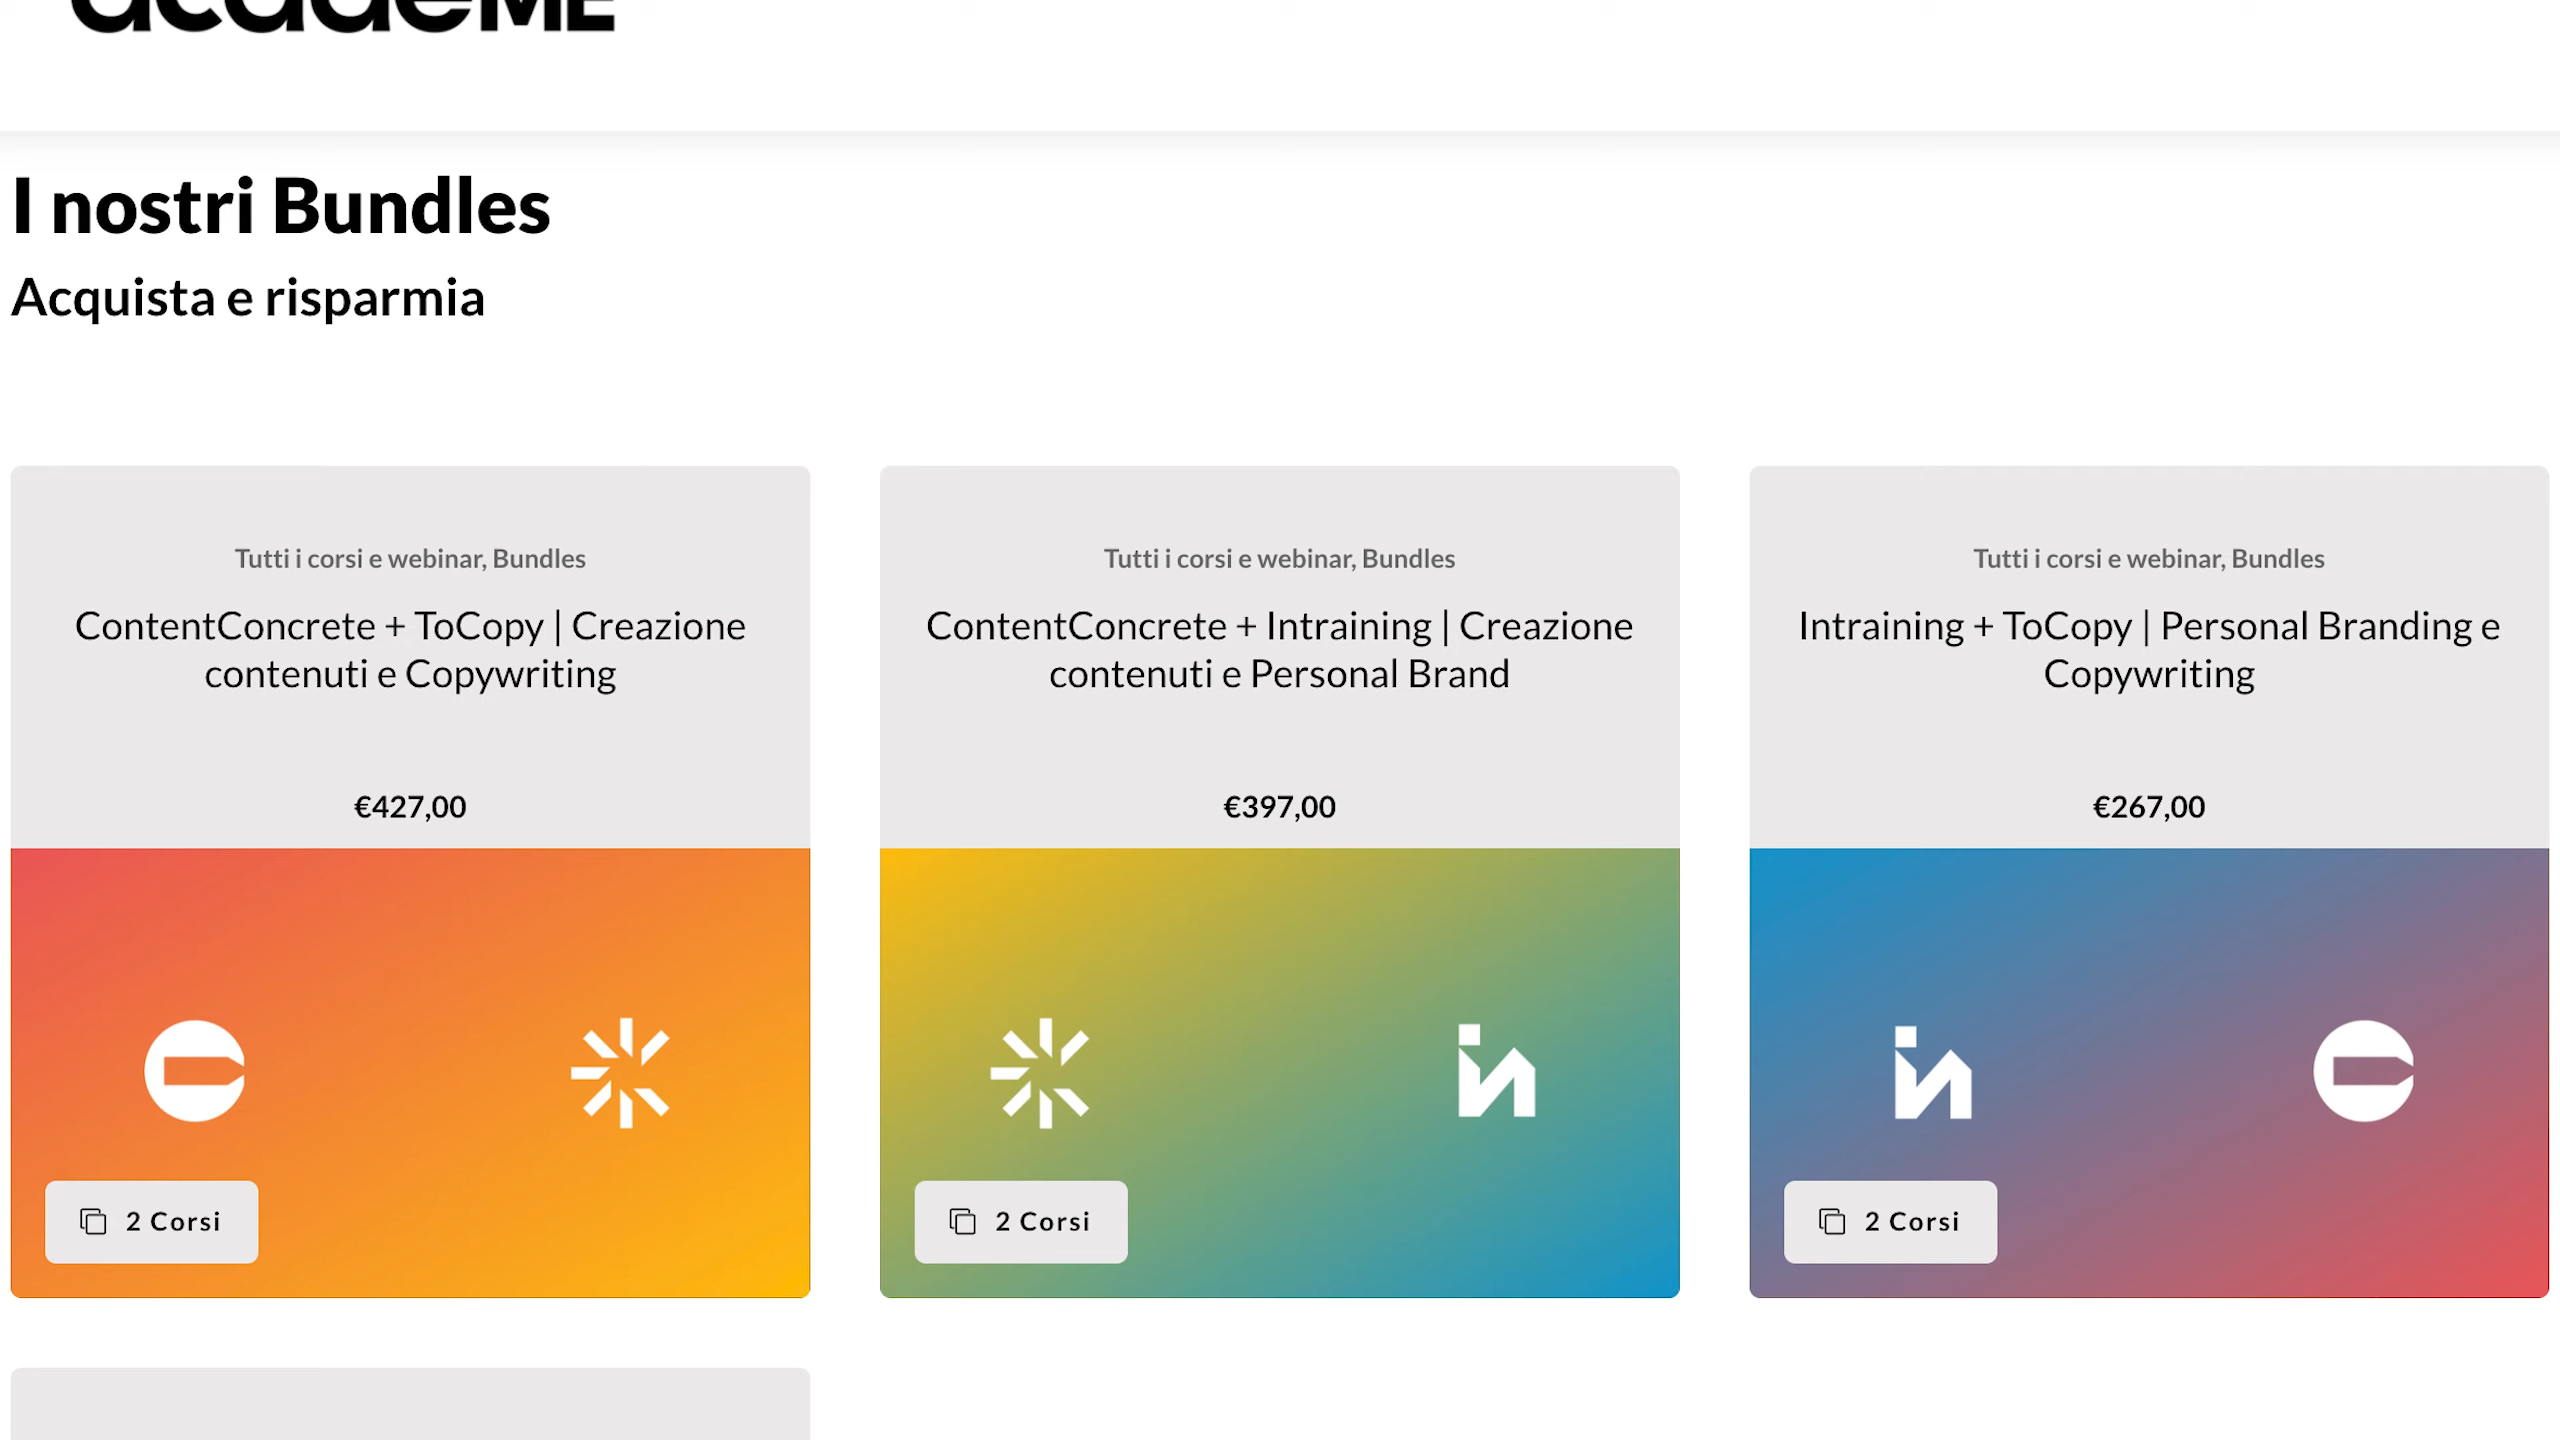 acadeME
I nostri Bundles
Acquista e risparmia
Tutti i corsi e webinar, Bundles
ContentConcrete + ToCopy | Creazione
contenuti e Copywriting
€427,00
2 Corsi
Tutti i corsi e webinar, Bundles
ContentConcrete + Intraining | Creazione
contenuti e Personal Brand
€397,00
2 Corsi
Tutti i corsi e webinar, Bundles
Intraining + ToCopy | Personal Branding e
Copywriting
€267,00
2 Corsi